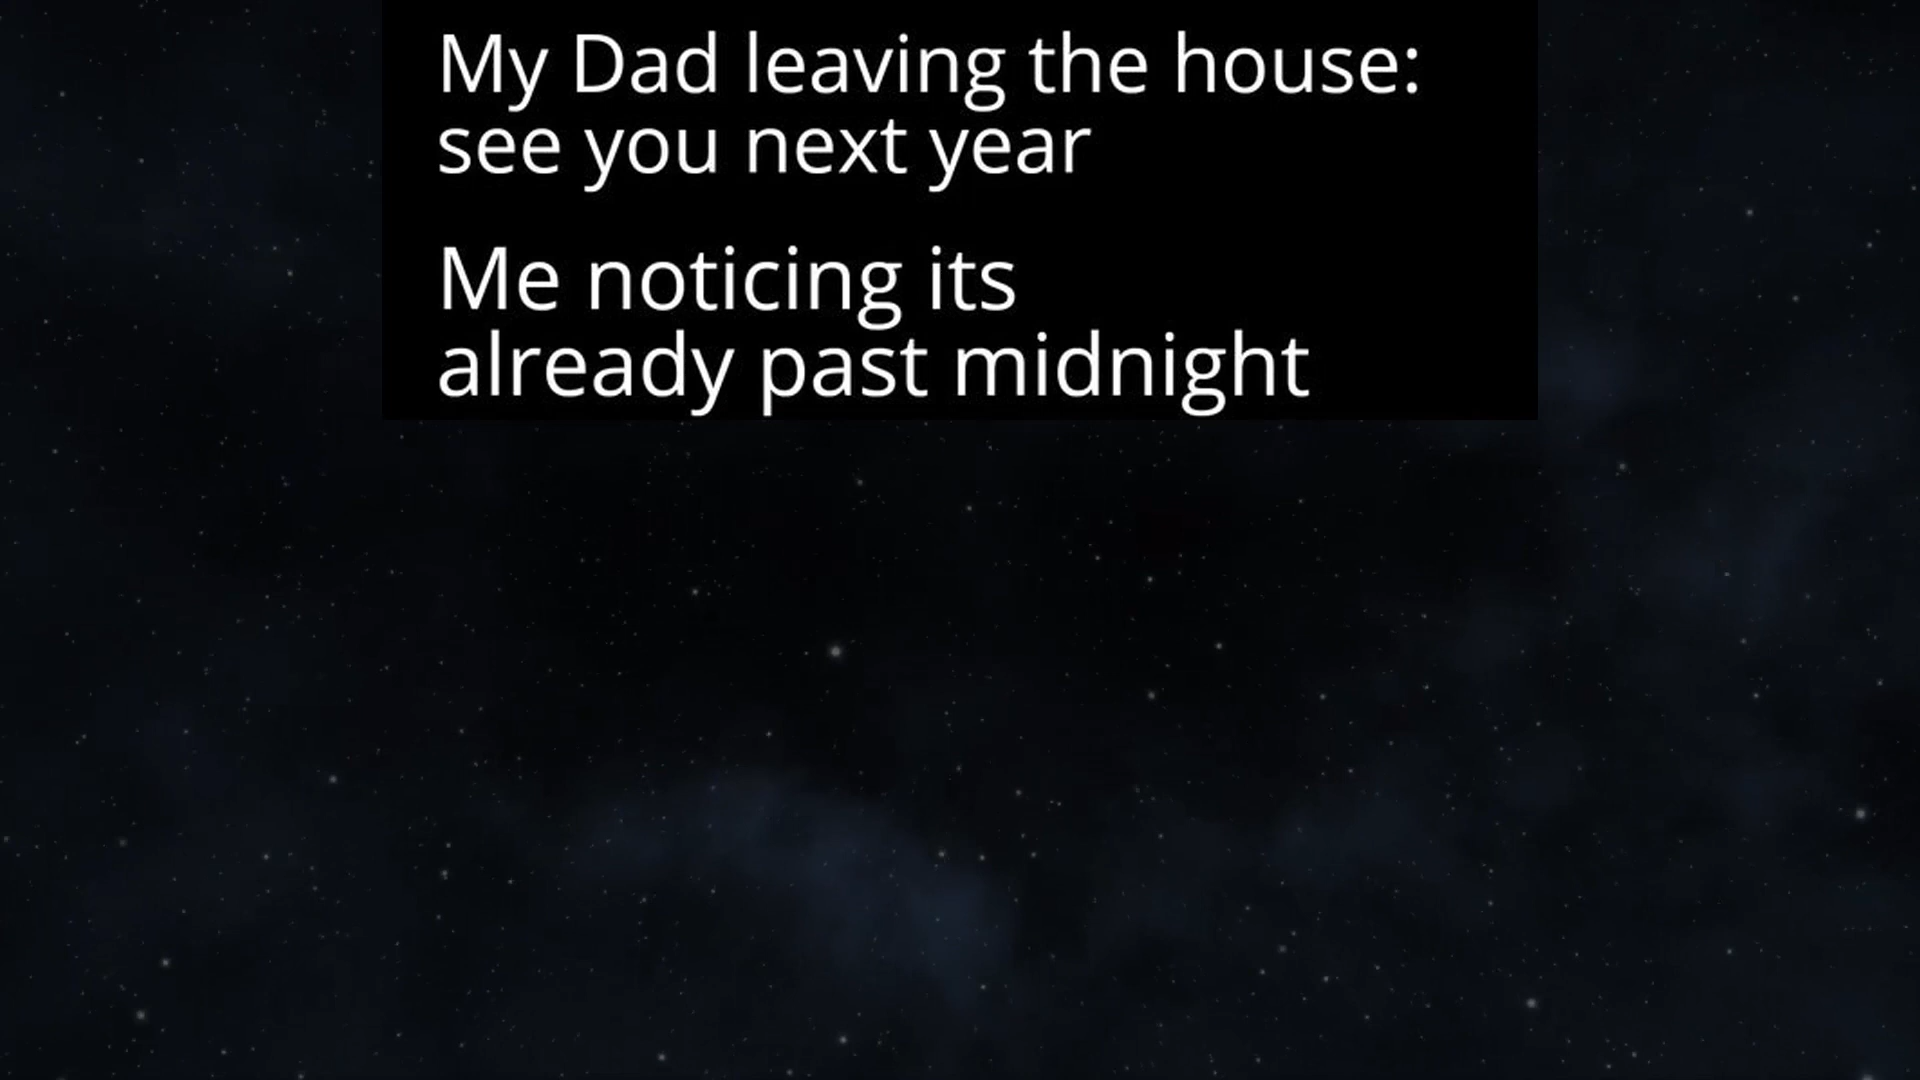 My Dad leaving the house:
see you next year
Me noticing its
already past midnight